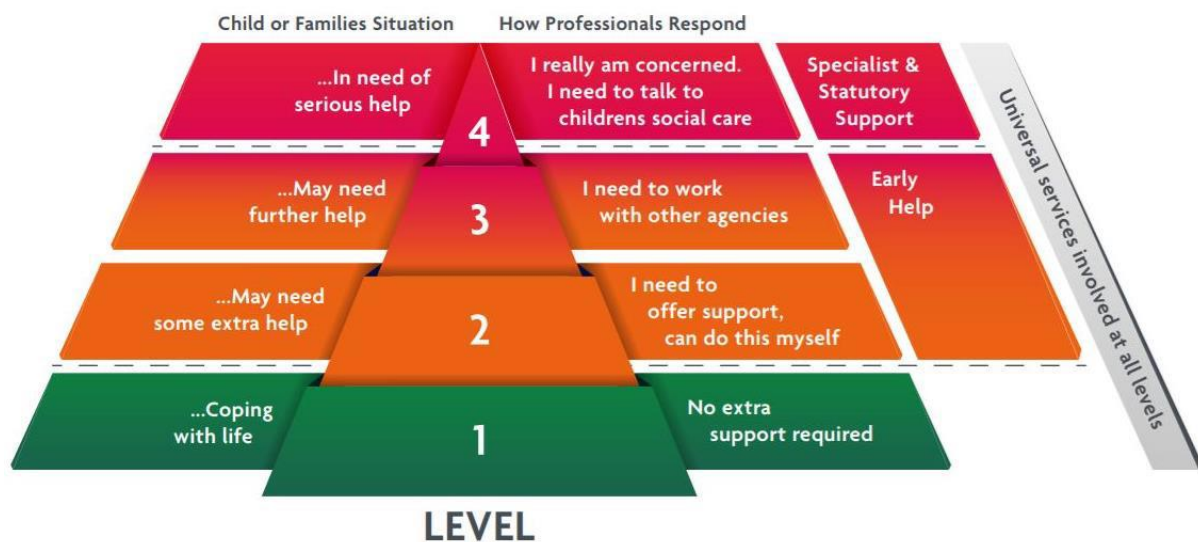 Child or Families Situation
How Professionals Respond
...In need of
serious help
4
I really am concerned.
I need to talk to
childrens social care
Specialist &
Statutory
Support
...May need
further help
3
I need to work
with other agencies
Early
Help
...May need
some extra help
2
I need to
offer support,
can do this myself
...Coping
with life
1
No extra
support required
Universal services involved at all levels
LEVEL